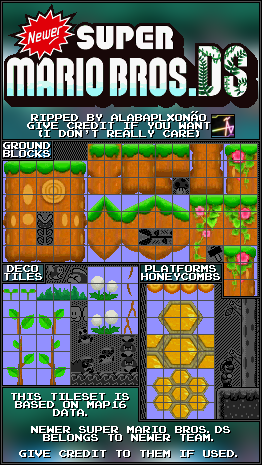 Newer
SUPER
MARIO BROS.DS
RIPPED BY ALABAPLXONÃO
GIVE CREDIT IF YOU WANT
(I DON'T REALLY CARE)
GROUND
BLOCKS
DECO
TILES
PLATFORMS
HONEYCOMBS
THIS TILESET IS
BASED ON MAP16
DATA.
NEWER SUPER MARIO BROS. DS
BELONGS TO NEWER TEAM.
GIVE CREDIT TO THEM IF USED.